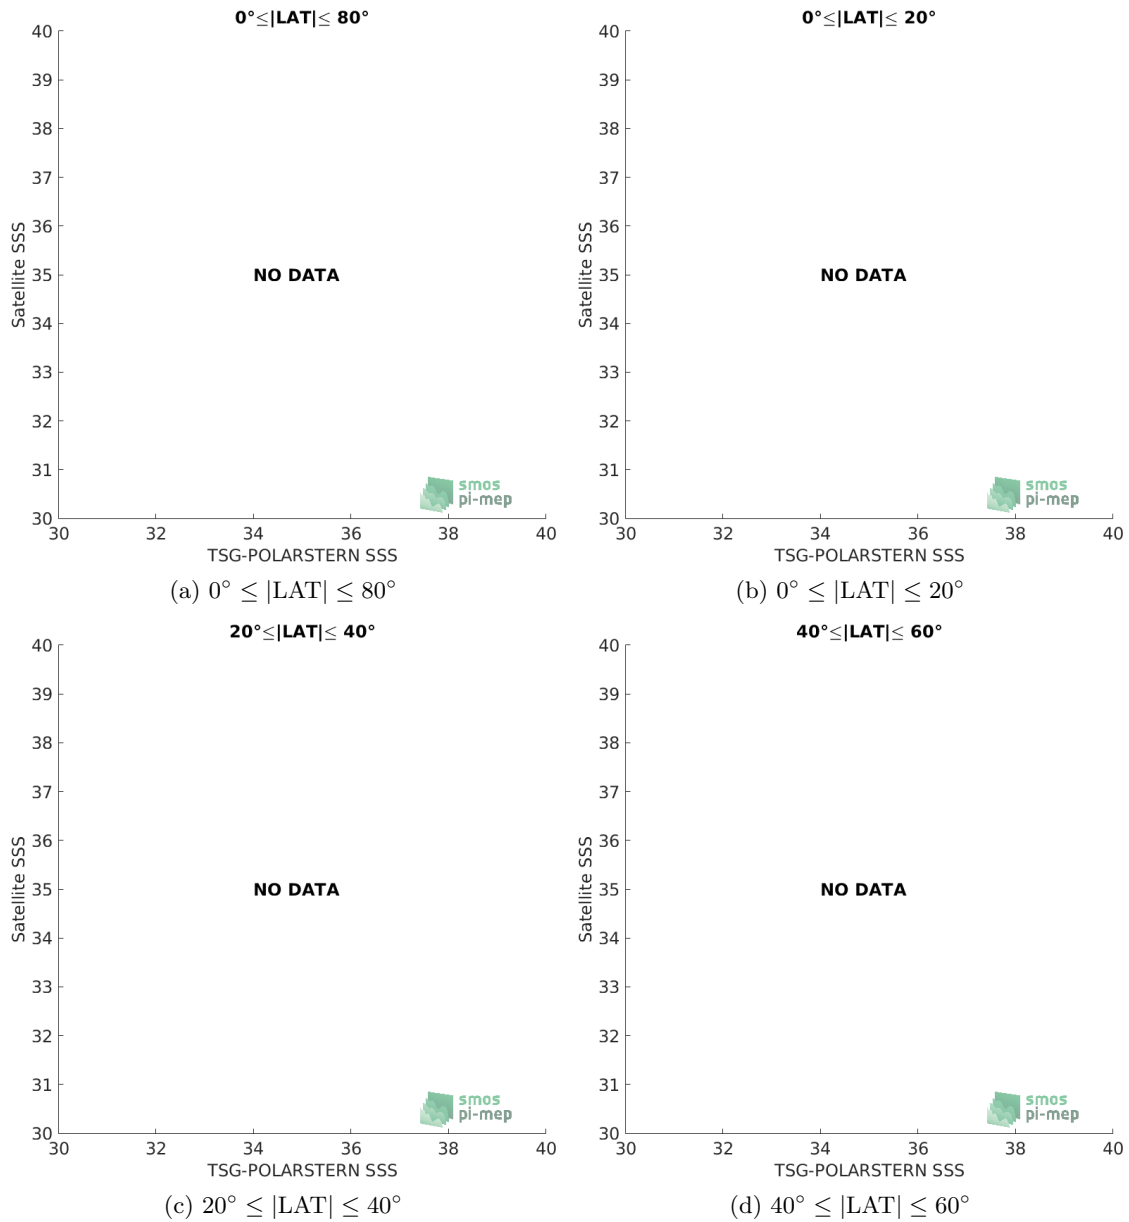 0°≤|LAT|≤ 80°
40
39
38
37
36
35
34
33
32
31
30
Satellite SSS
NO DATA
smos
pi-mep
30 32 34 36 38 40
TSG-POLARSTERN SSS
(a) 0° ≤ |LAT| ≤ 80°
0°≤|LAT|≤ 20°
40
39
38
37
36
35
34
33
32
31
30
Satellite SSS
NO DATA
smos
pi-mep
30 32 34 36 38 40
TSG-POLARSTERN SSS
(b) 0° ≤ |LAT| ≤ 20°
20°≤|LAT|≤ 40°
40
39
38
37
36
35
34
33
32
31
30
Satellite SSS
NO DATA
smos
pi-mep
30 32 34 36 38 40
TSG-POLARSTERN SSS
(c) 20° ≤ |LAT| ≤ 40°
40°≤|LAT|≤ 60°
40
39
38
37
36
35
34
33
32
31
30
Satellite SSS
NO DATA
smos
pi-mep
30 32 34 36 38 40
TSG-POLARSTERN SSS
(d) 40° ≤ |LAT| ≤ 60°